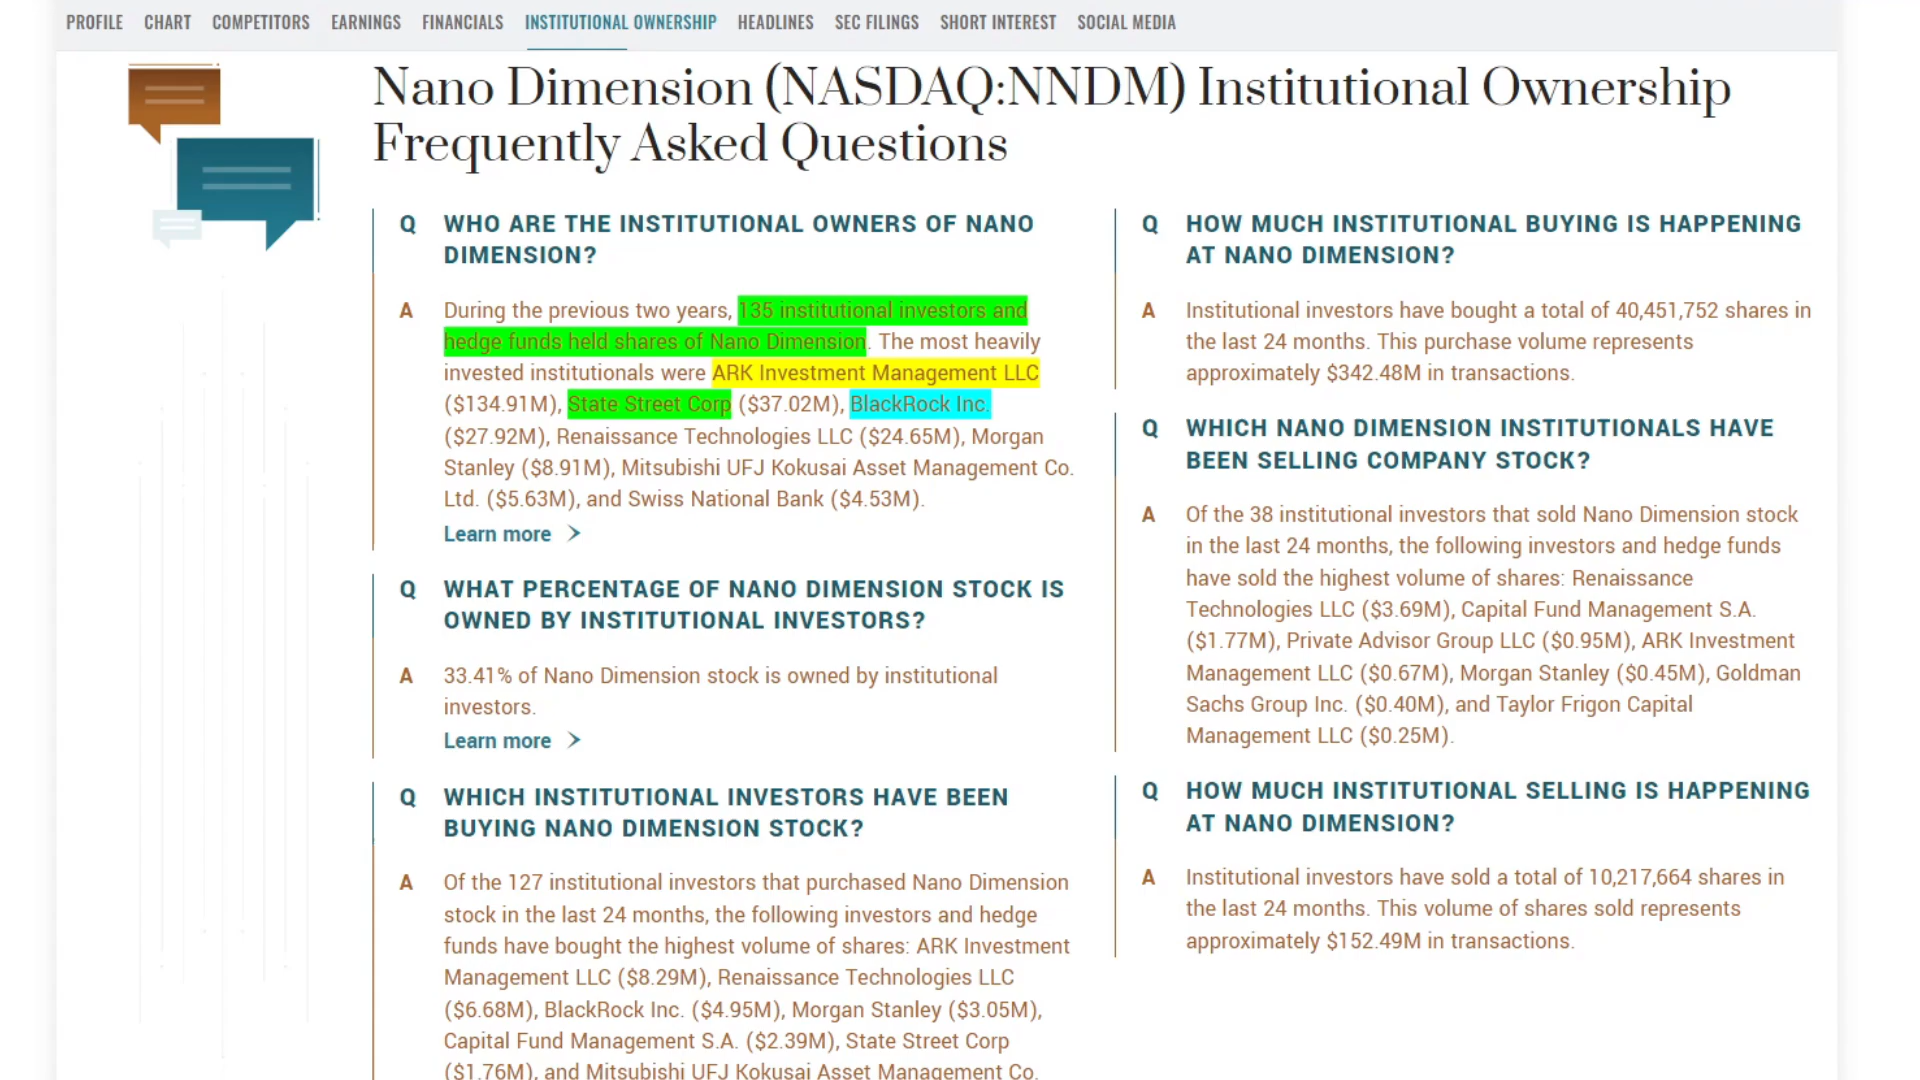 PROFILE CHART COMPETITORS EARNINGS FINANCIALS INSTITUTIONAL OWNERSHIP HEADLINES SEC FILINGS SHORT INTEREST SOCIAL MEDIA
Nano Dimension (NASDAQ:NNDM) Institutional Ownership
Frequently Asked Questions
Q WHO ARE THE INSTITUTIONAL OWNERS OF NANO
DIMENSION?
A During the previous two years, 135 institutional investors and
hedge funds held shares of Nano Dimension. The most heavily
invested institutionals were ARK Investment Management LLC
($134.91M), State Street Corp ($37.02M), BlackRock Inc.
($27.92M), Renaissance Technologies LLC ($24.65M), Morgan
Stanley ($8.91M), Mitsubishi UFJ Kokusai Asset Management Co.
Ltd. ($5.63M), and Swiss National Bank ($4.53M).
Learn more >
Q WHAT PERCENTAGE OF NANO DIMENSION STOCK IS
OWNED BY INSTITUTIONAL INVESTORS?
A 33.41% of Nano Dimension stock is owned by institutional
investors.
Learn more >
Q WHICH INSTITUTIONAL INVESTORS HAVE BEEN
BUYING NANO DIMENSION STOCK?
A Of the 127 institutional investors that purchased Nano Dimension
stock in the last 24 months, the following investors and hedge
funds have bought the highest volume of shares: ARK Investment
Management LLC ($8.29M), Renaissance Technologies LLC
($6.68M), BlackRock Inc. ($4.95M), Morgan Stanley ($3.05M),
Capital Fund Management S.A. ($2.39M), State Street Corp
($1.76M), and Mitsubishi UFJ Kokusai Asset Management Co.
Q HOW MUCH INSTITUTIONAL BUYING IS HAPPENING
AT NANO DIMENSION?
A Institutional investors have bought a total of 40,451,752 shares in
the last 24 months. This purchase volume represents
approximately $342.48M in transactions.
Q WHICH NANO DIMENSION INSTITUTIONALS HAVE
BEEN SELLING COMPANY STOCK?
A Of the 38 institutional investors that sold Nano Dimension stock
in the last 24 months, the following investors and hedge funds
have sold the highest volume of shares: Renaissance
Technologies LLC ($3.69M), Capital Fund Management S.A.
($1.77M), Private Advisor Group LLC ($0.95M), ARK Investment
Management LLC ($0.67M), Morgan Stanley ($0.45M), Goldman
Sachs Group Inc. ($0.40M), and Taylor Frigon Capital
Management LLC ($0.25M).
Q HOW MUCH INSTITUTIONAL SELLING IS HAPPENING
AT NANO DIMENSION?
A Institutional investors have sold a total of 10,217,664 shares in
the last 24 months. This volume of shares sold represents
approximately $152.49M in transactions.